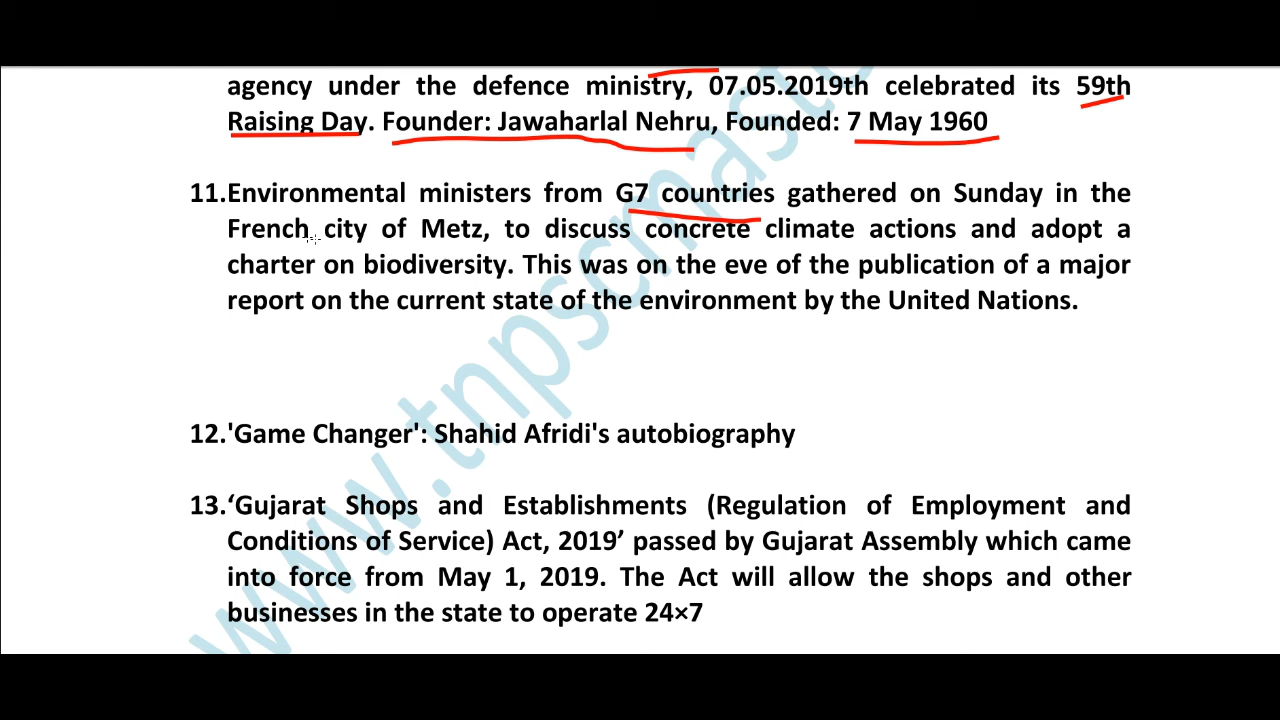 agency under the defence ministry, 07.05.2019th celebrated its 59th
Raising Day. Founder: Jawaharlal Nehru, Founded: 7 May 1960
11.Environmental ministers from G7 countries gathered on Sunday in the
French city of Metz, to discuss concrete climate actions and adopt a
charter on biodiversity. This was on the eve of the publication of a major
report on the current state of the environment by the United Nations.
12.'Game Changer': Shahid Afridi's autobiography
13.‘Gujarat Shops and Establishments (Regulation of Employment and
Conditions of Service) Act, 2019’ passed by Gujarat Assembly which came
into force from May 1, 2019. The Act will allow the shops and other
businesses in the state to operate 24×7
www.tnpscmaste